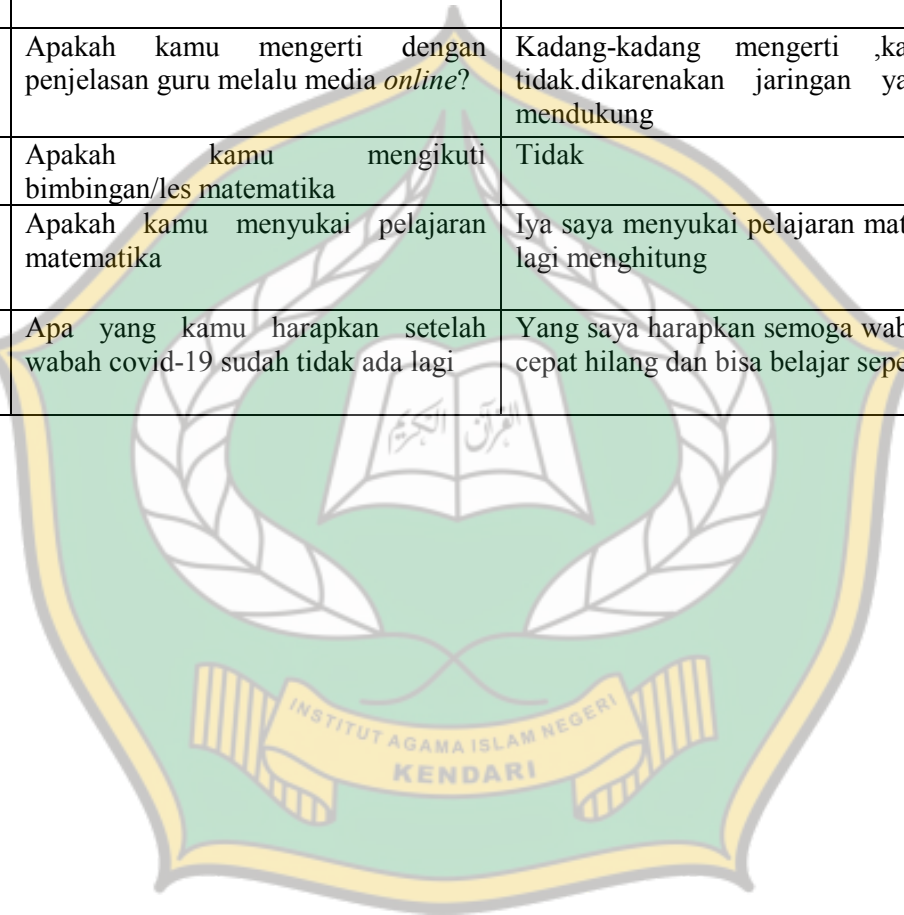 Apakah kamu mengerti dengan
penjelasan guru melalu media online?
Kadang-kadang mengerti ,ka
tidak.dikarenakan jaringan ya
mendukung
Apakah kamu mengikuti
bimbingan/les matematika
Tidak
Apakah kamu menyukai pelajaran
matematika
Iya saya menyukai pelajaran mat
lagi menghitung
Apa yang kamu harapkan setelah
wabah covid-19 sudah tidak ada lagi
Yang saya harapkan semoga wab
cepat hilang dan bisa belajar sepe
القرآن الكريم
INSTITUT AGAMA ISLAM NEGERI
KENDARI